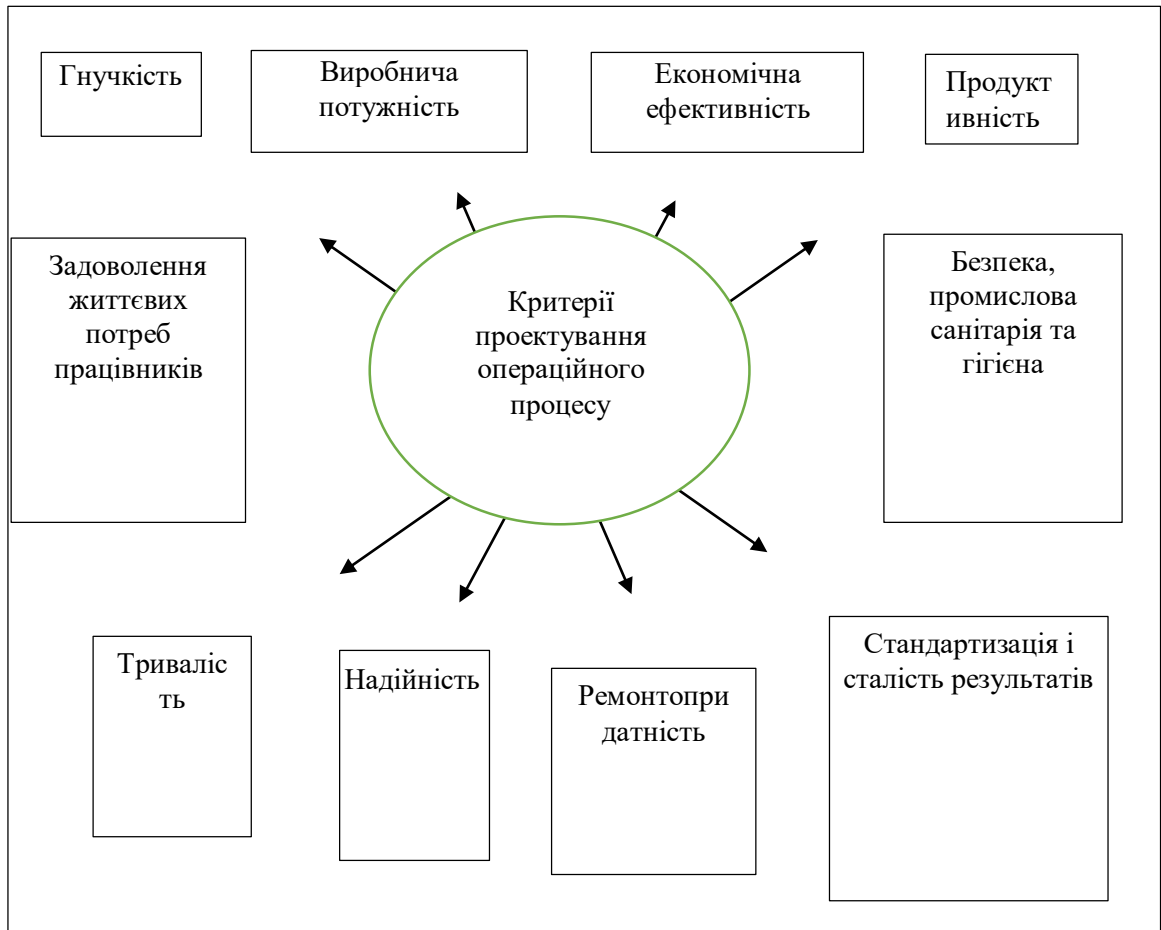 Гнучкість
Виробнича
потужність
Економічна
ефективність
Продукт
ивність
Задоволення
життєвих
потреб
працівників
Критерії
проектування
операційного
процесу
Безпека,
промислова
санітарія та
гігієна
Триваліс
ть
Надійність
Ремонтопри
датність
Стандартизація і
сталість результатів